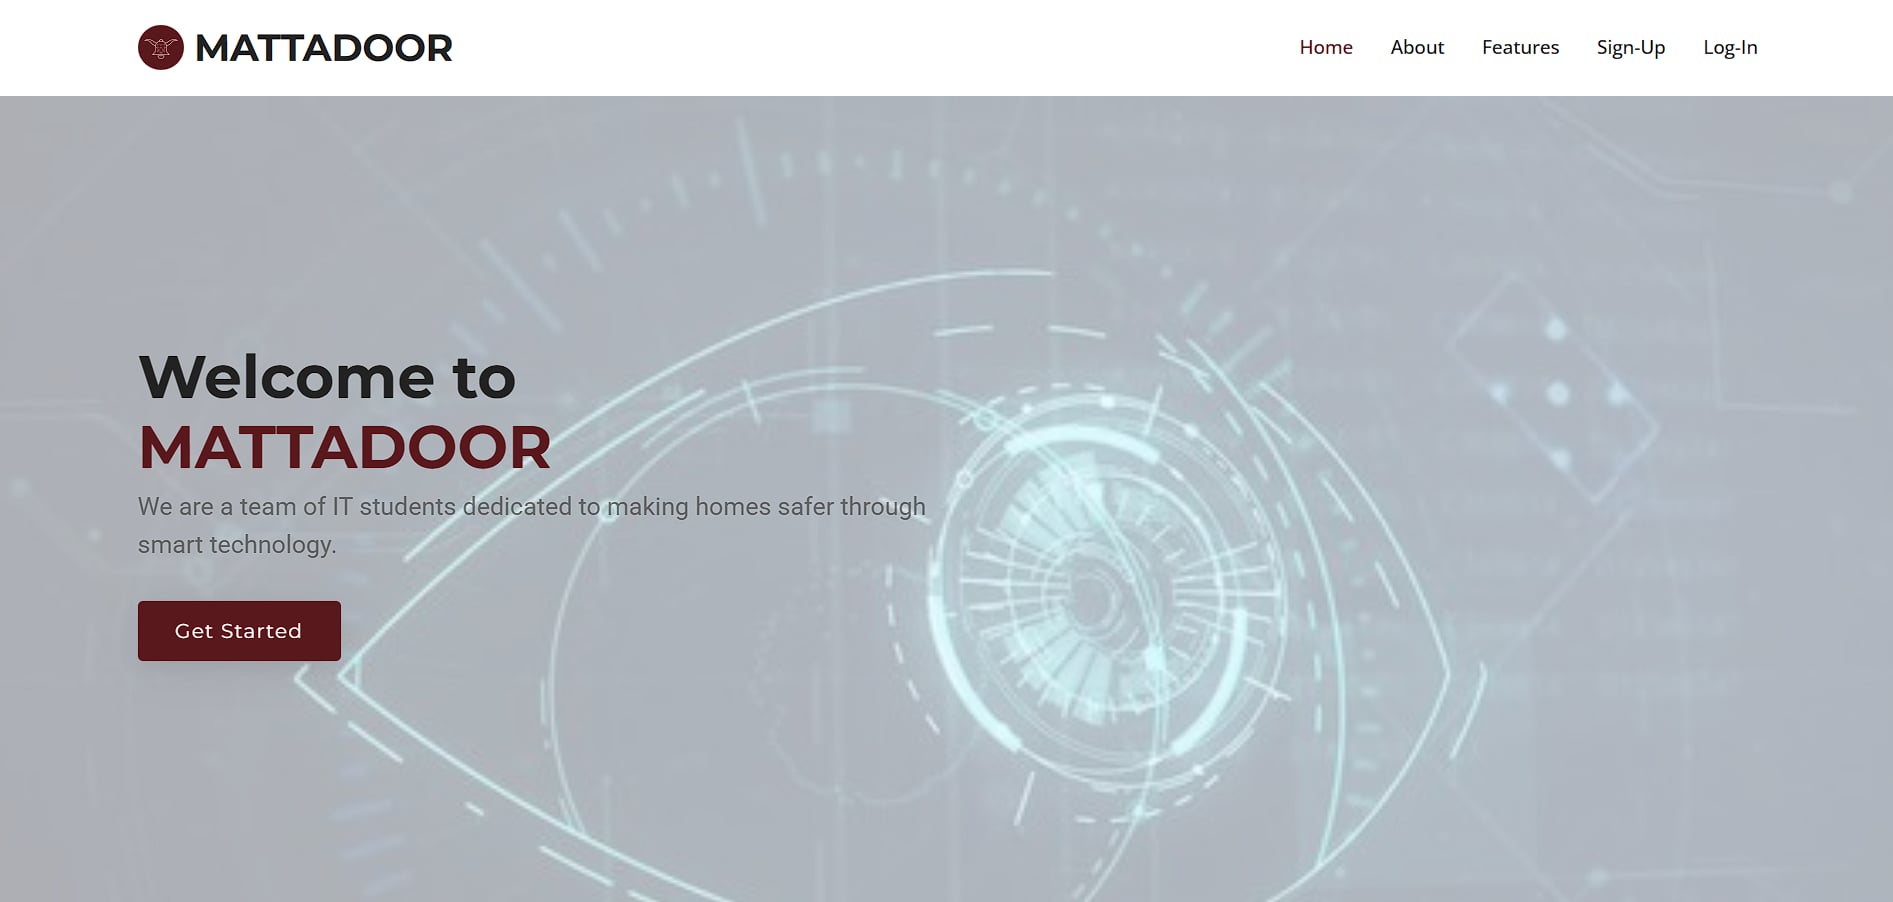 MATTADOOR
Home About Features Sign-Up Log-In
Welcome to
MATTADOOR
We are a team of IT students dedicated to making homes safer through
smart technology.
Get Started